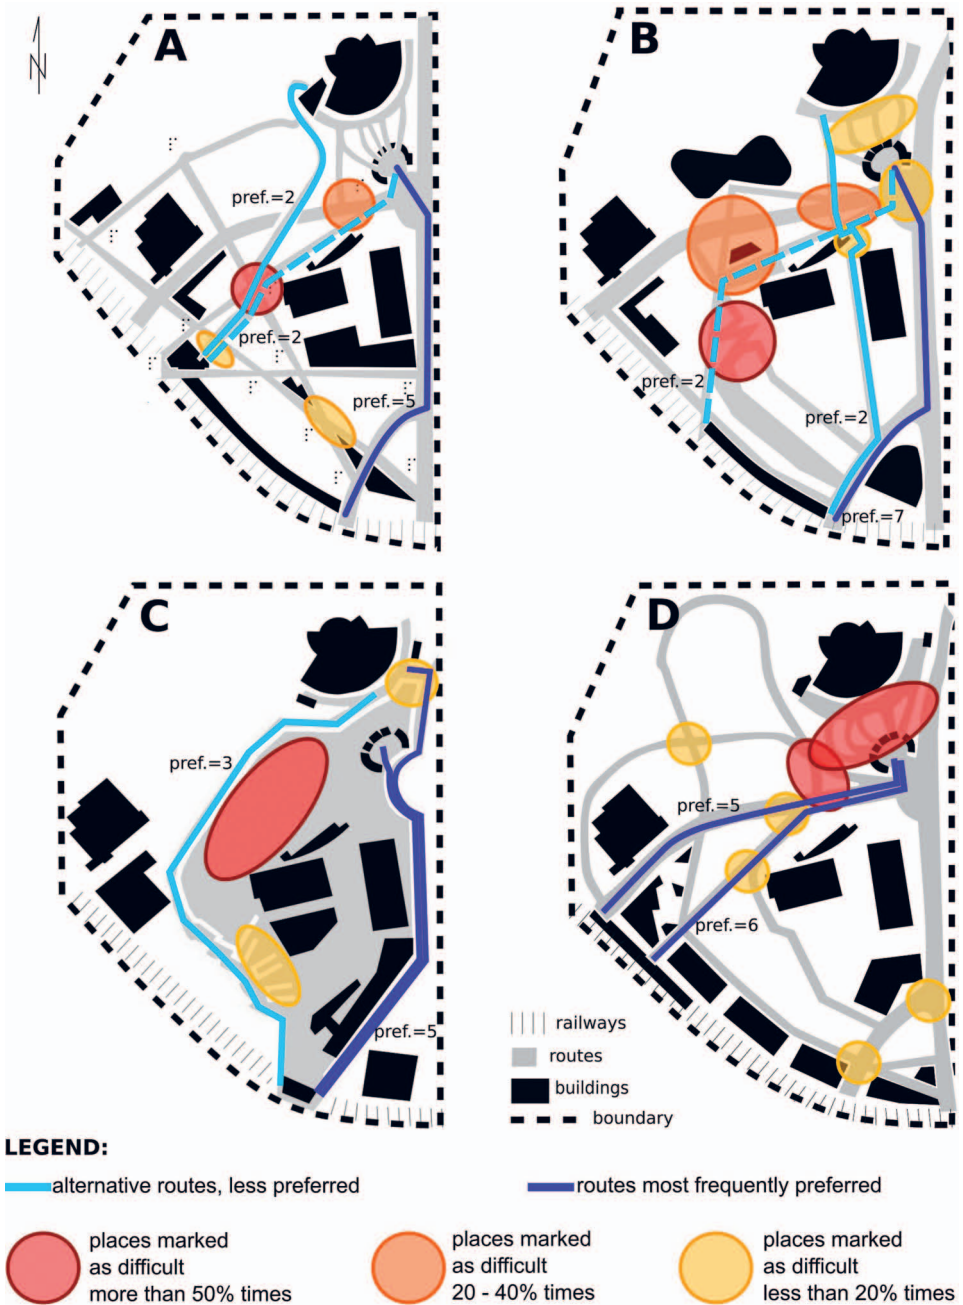 A
B
N
pref.=2
pref.=2
pref.=5
pref.=2
pref.=2
pref.=7
C
D
pref.=3
pref.=5
pref.=5
pref.=6
railways
routes
buildings
boundary
LEGEND:
alternative routes, less preferred
routes most frequently preferred
places marked
as difficult
more than 50% times
places marked
as difficult
20 - 40% times
places marked
as difficult
less than 20% times